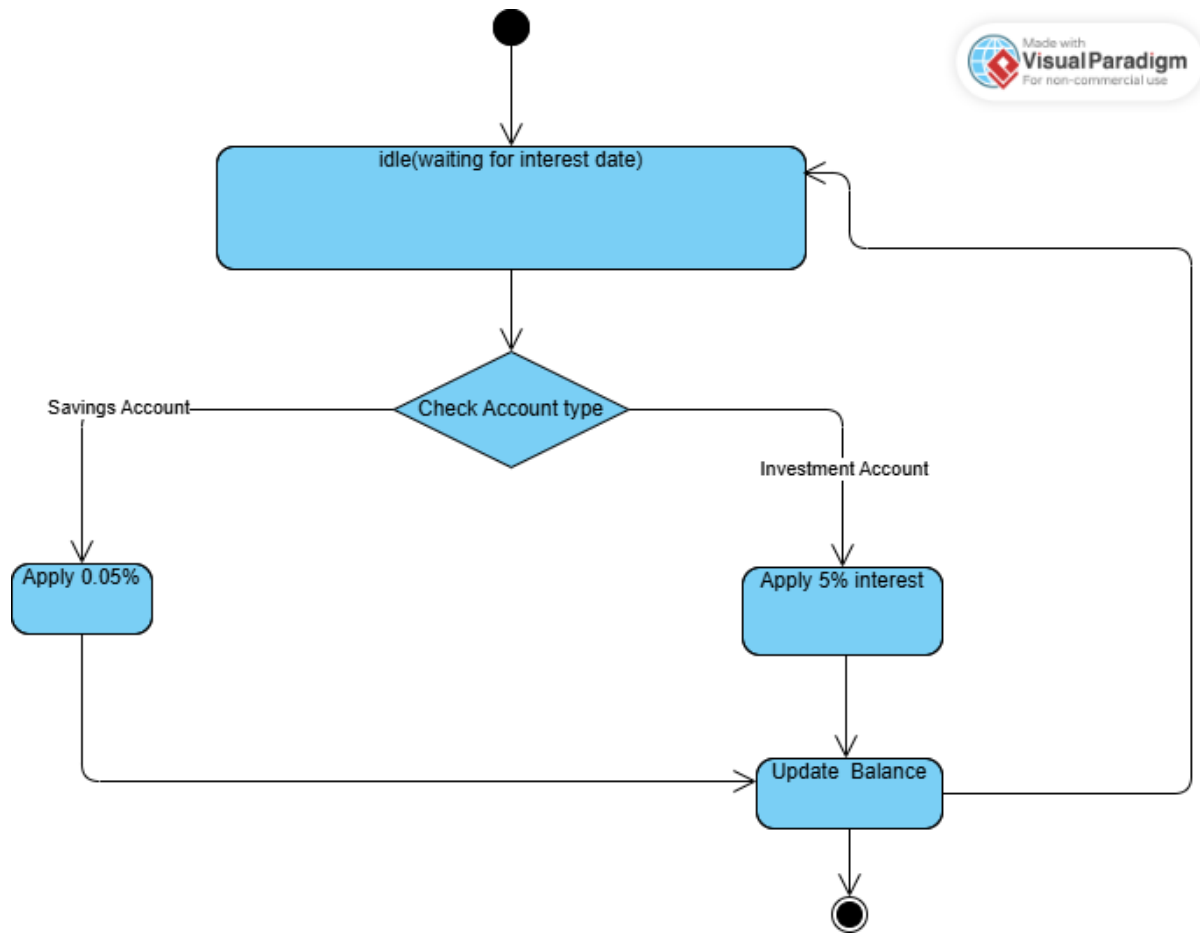 Made with
Visual Paradigm
For non-commercial use
idle(waiting for interest date)
Check Account type
Savings Account
Investment Account
Apply 0.05%
Apply 5% interest
Update  Balance